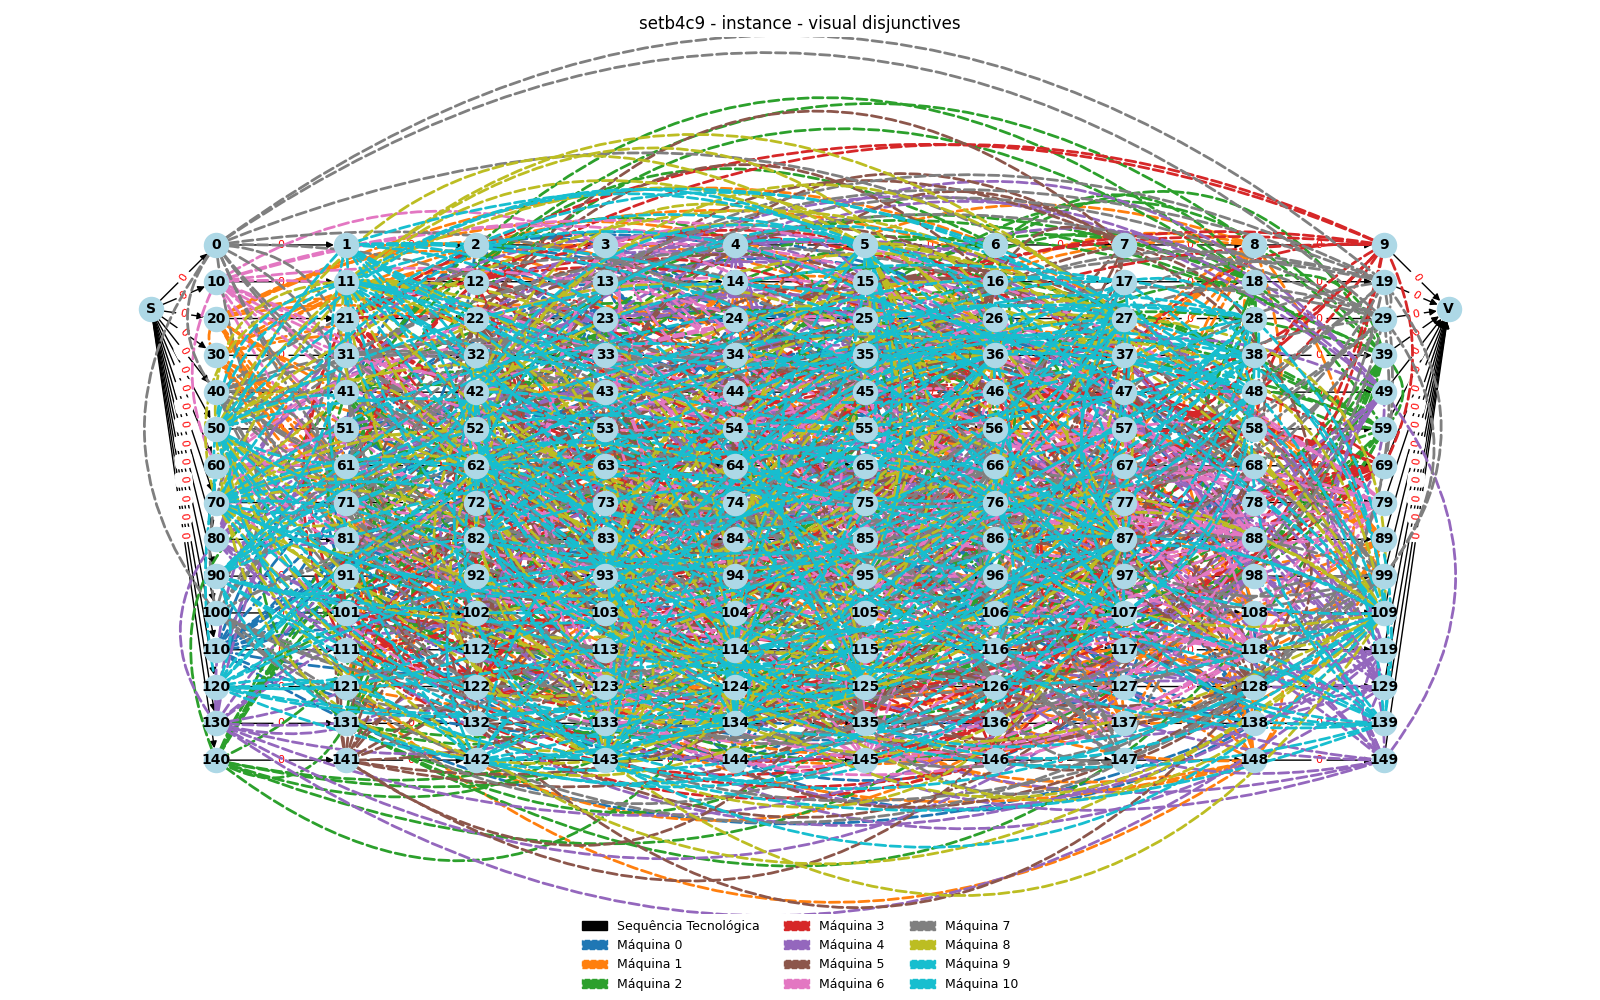 setb4c9 - instance - visual disjunctives
0 1 2 3 4 5 6 7 8 9
10 11 12 13 14 15 16 17 18 19
S V
20 21 22 23 24 25 26 27 28 29
30 31 32 33 34 35 36 37 38 39
40 41 42 43 44 45 46 47 48 49
50 51 52 53 54 55 56 57 58 59
60 61 62 63 64 65 66 67 68 69
70 71 72 73 74 75 76 77 78 79
80 81 82 83 84 85 86 87 88 89
90 91 92 93 94 95 96 97 98 99
100 101 102 103 104 105 106 107 108 109
110 111 112 113 114 115 116 117 118 119
120 121 122 123 124 125 126 127 128 129
130 131 132 133 134 135 136 137 138 139
140 141 142 143 144 145 146 147 148 149
Sequência Tecnológica
Máquina 0
Máquina 1
Máquina 2
Máquina 3
Máquina 4
Máquina 5
Máquina 6
Máquina 7
Máquina 8
Máquina 9
Máquina 10